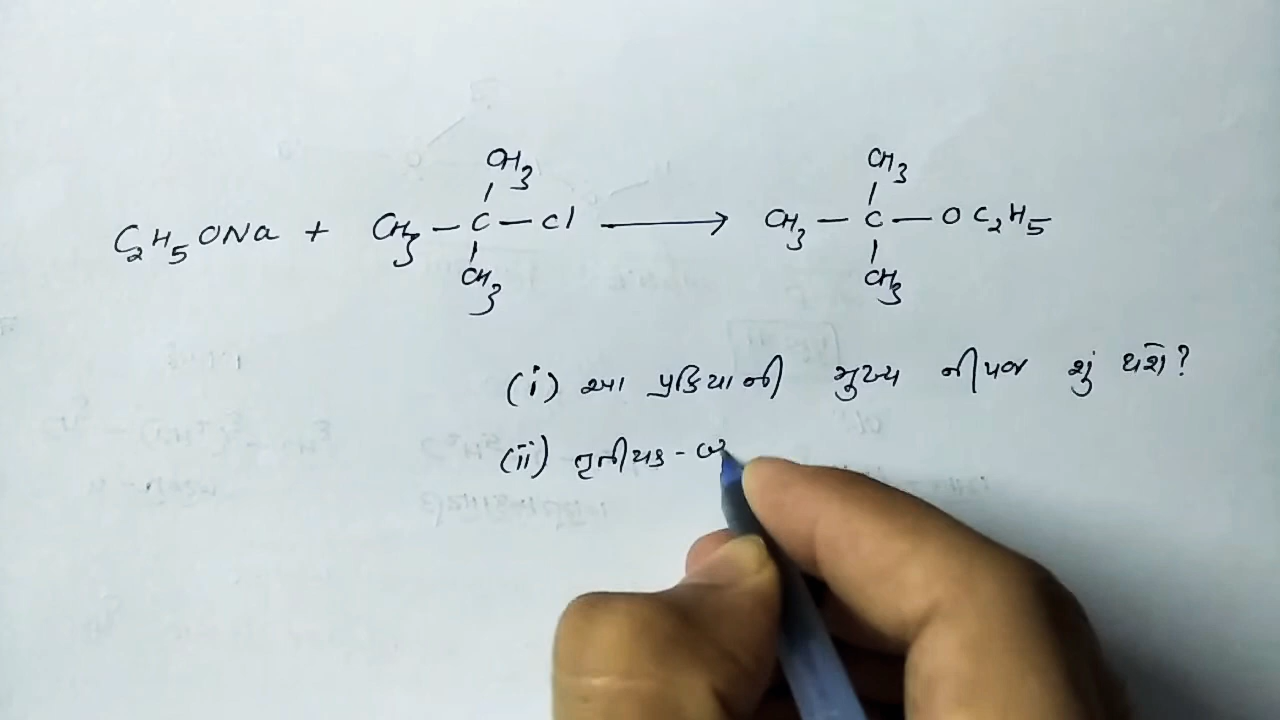 CH3 CH3
C2H5ONa + CH3 — C — Cl ⟶ CH3 — C — OC2H5
CH3 CH3
(i) આ પ્રક્રિયાની મુખ્ય નીપજ શું થશે?
(ii) તૃતીયક -